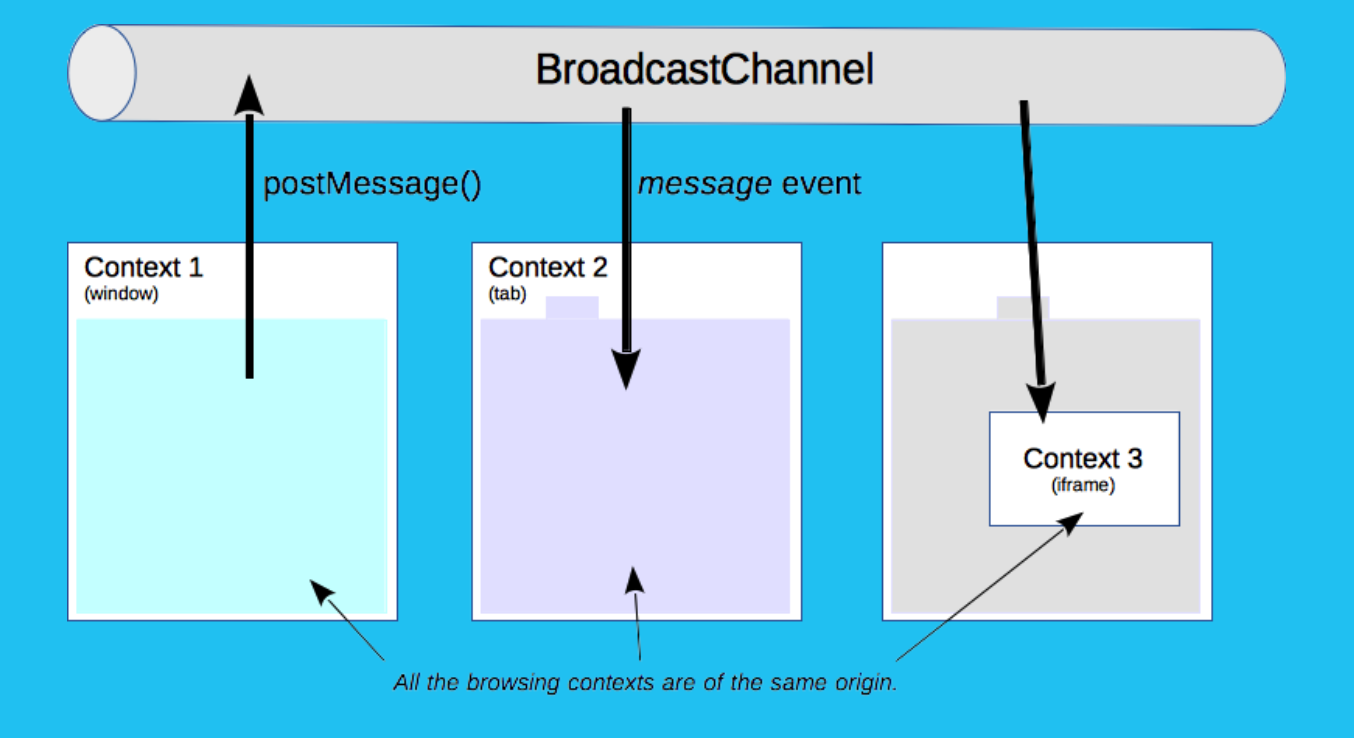 BroadcastChannel
postMessage()
message event
Context 1
(window)
Context 2
(tab)
Context 3
(iframe)
All the browsing contexts are of the same origin.